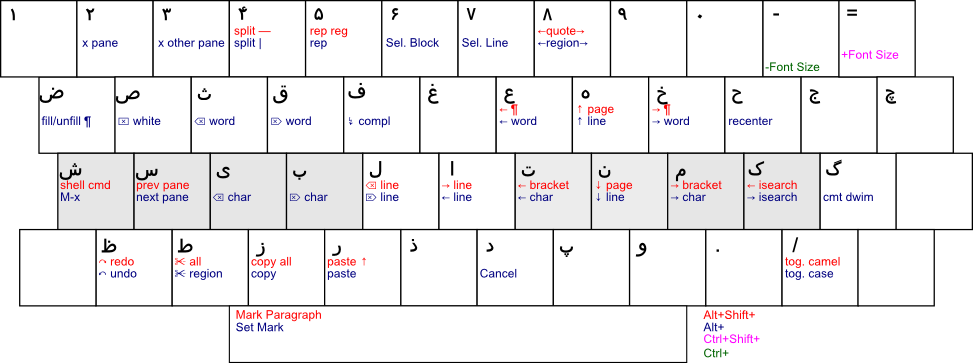 ۱
۲
x pane
۳
x other pane
۴
split —
split |
۵
rep reg
rep
۶
Sel. Block
۷
Sel. Line
۸
←quote→
←region→
۹
۰
-
-Font Size
=
+Font Size
ض
fill/unfill ¶
ص
⌧ white
ث
⌫ word
ق
⌦ word
ف
compl
غ
ع
← ¶
← word
ه
↑ page
↑ line
خ
→ ¶
→ word
ح
recenter
ج
چ
ش
shell cmd
M-x
س
prev pane
next pane
ی
⌫ char
ب
⌦ char
ل
⌫ line
⌦ line
ا
→ line
← line
ت
← bracket
← char
ن
↓ page
↓ line
م
→ bracket
→ char
ک
← isearch
→ isearch
گ
cmt dwim
ظ
↷ redo
↶ undo
ط
✂ all
✂ region
ز
copy all
copy
ر
paste ↑
paste
ذ
د
Cancel
پ
و
.
/
tog. camel
tog. case
Mark Paragraph
Set Mark
Alt+Shift+
Alt+
Ctrl+Shift+
Ctrl+